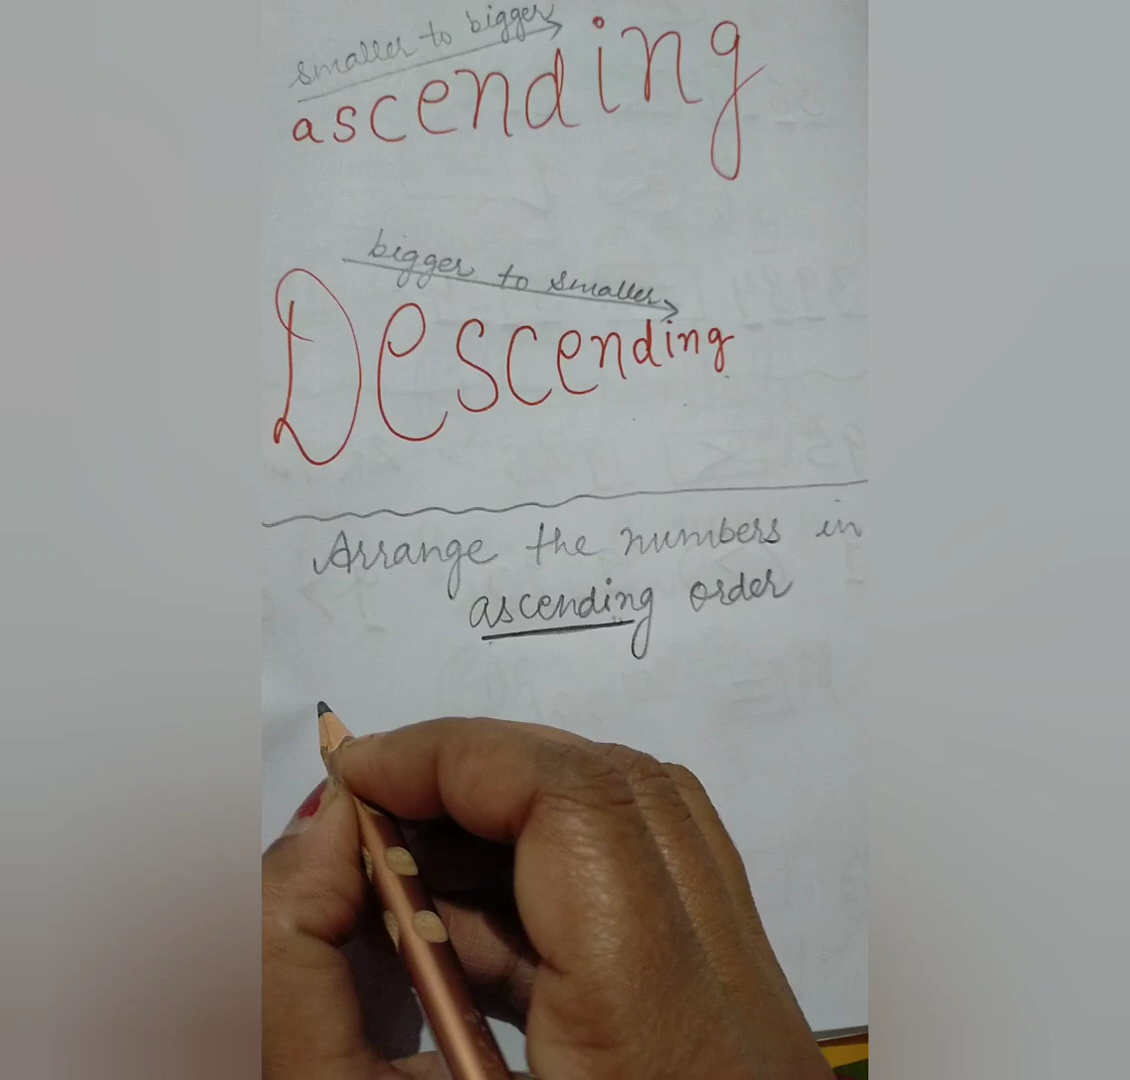 smaller to bigger
ascending
bigger to smaller
Descending
Arrange the numbers in
ascending order